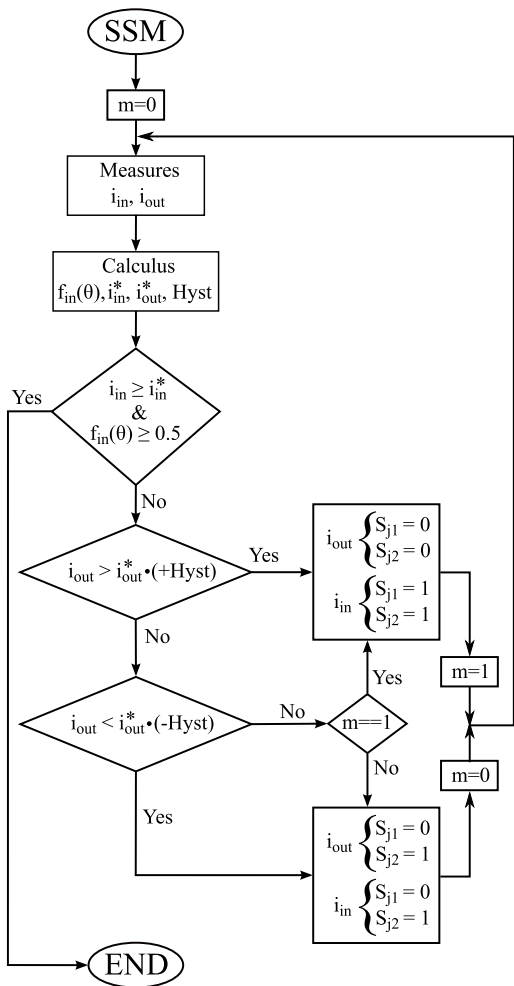 SSM
m=0
Measures
i_in, i_out
Calculus
f_in(θ), i*_in, i*_out, Hyst
i_in ≥ i*_in
&
f_in(θ) ≥ 0.5
Yes
No
i_out > i*_out•(+Hyst)
Yes
No
i_out { S_j1 = 0
S_j2 = 0
i_in { S_j1 = 1
S_j2 = 1
m=1
i_out < i*_out•(-Hyst)
No
m==1
Yes
No
m=0
Yes
i_out { S_j1 = 0
S_j2 = 1
i_in { S_j1 = 0
S_j2 = 1
END